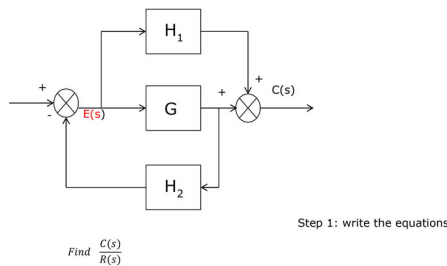 H1
+
+
C(s)
+
-
E(s)
G
H2
Step 1: write the equations
Find C(s)/R(s)